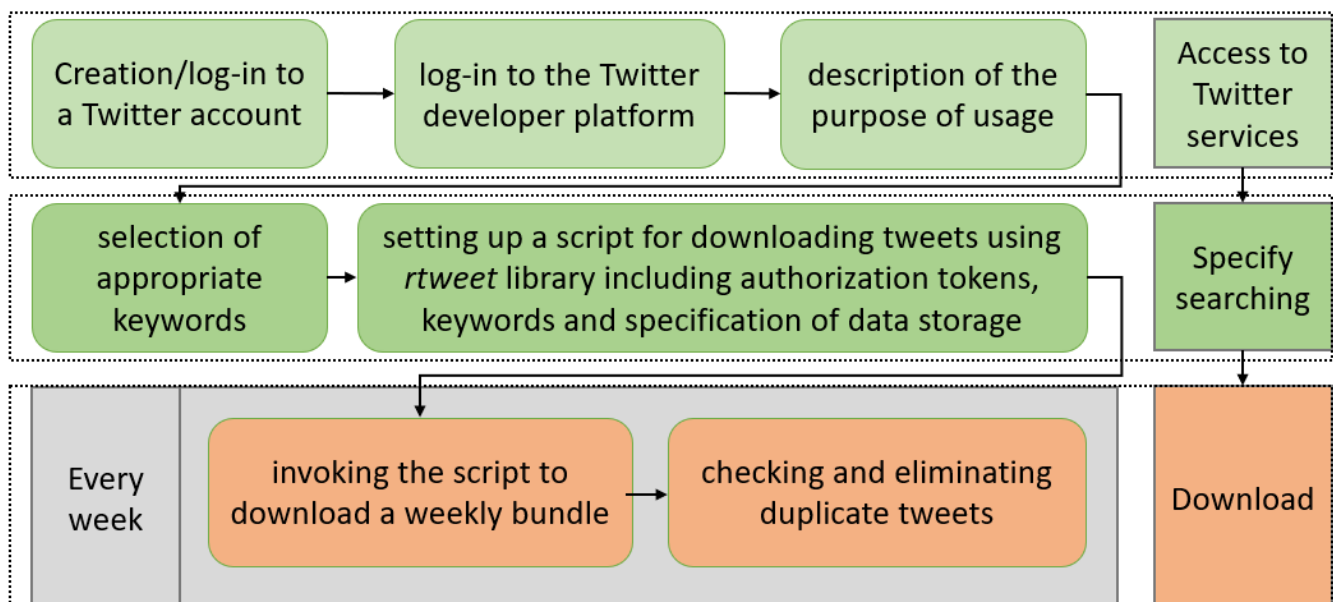 Creation/log-in to
a Twitter account
log-in to the Twitter
developer platform
description of the
purpose of usage
Access to
Twitter
services
selection of
appropriate
keywords
setting up a script for downloading tweets using
rtweet library including authorization tokens,
keywords and specification of data storage
Specify
searching
Every
week
invoking the script to
download a weekly bundle
checking and eliminating
duplicate tweets
Download